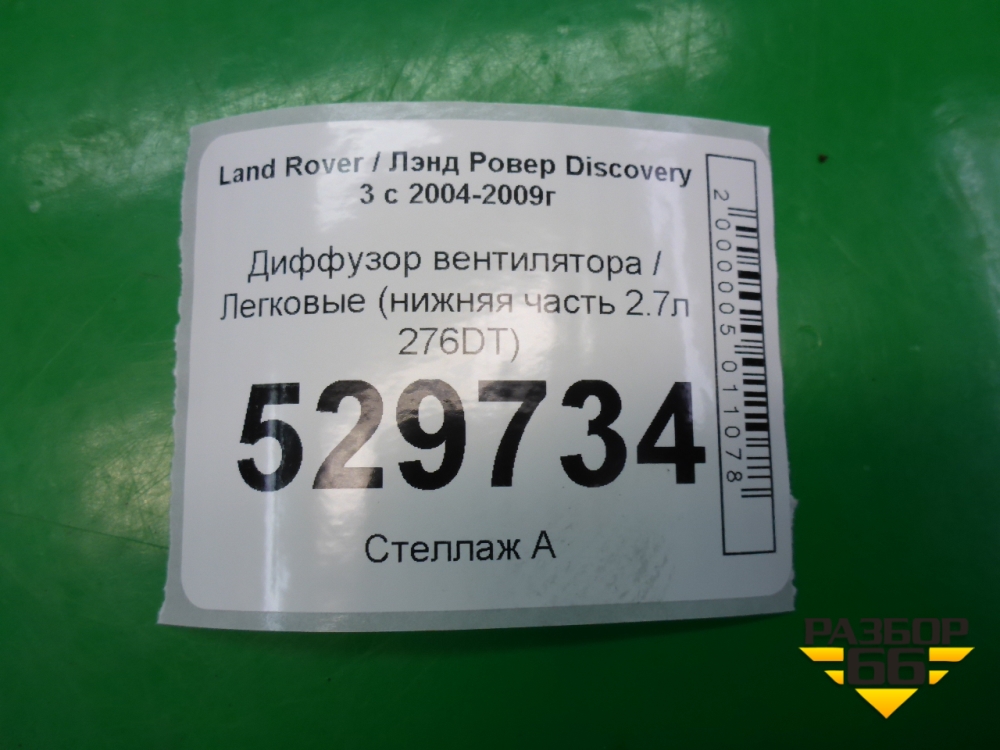 Land Rover / Лэнд Ровер Discovery
3 с 2004-2009г
Диффузор вентилятора /
Легковые (нижняя часть 2.7л
276DT)
529734
Стеллаж А
2000005011078
РАЗБОР
66